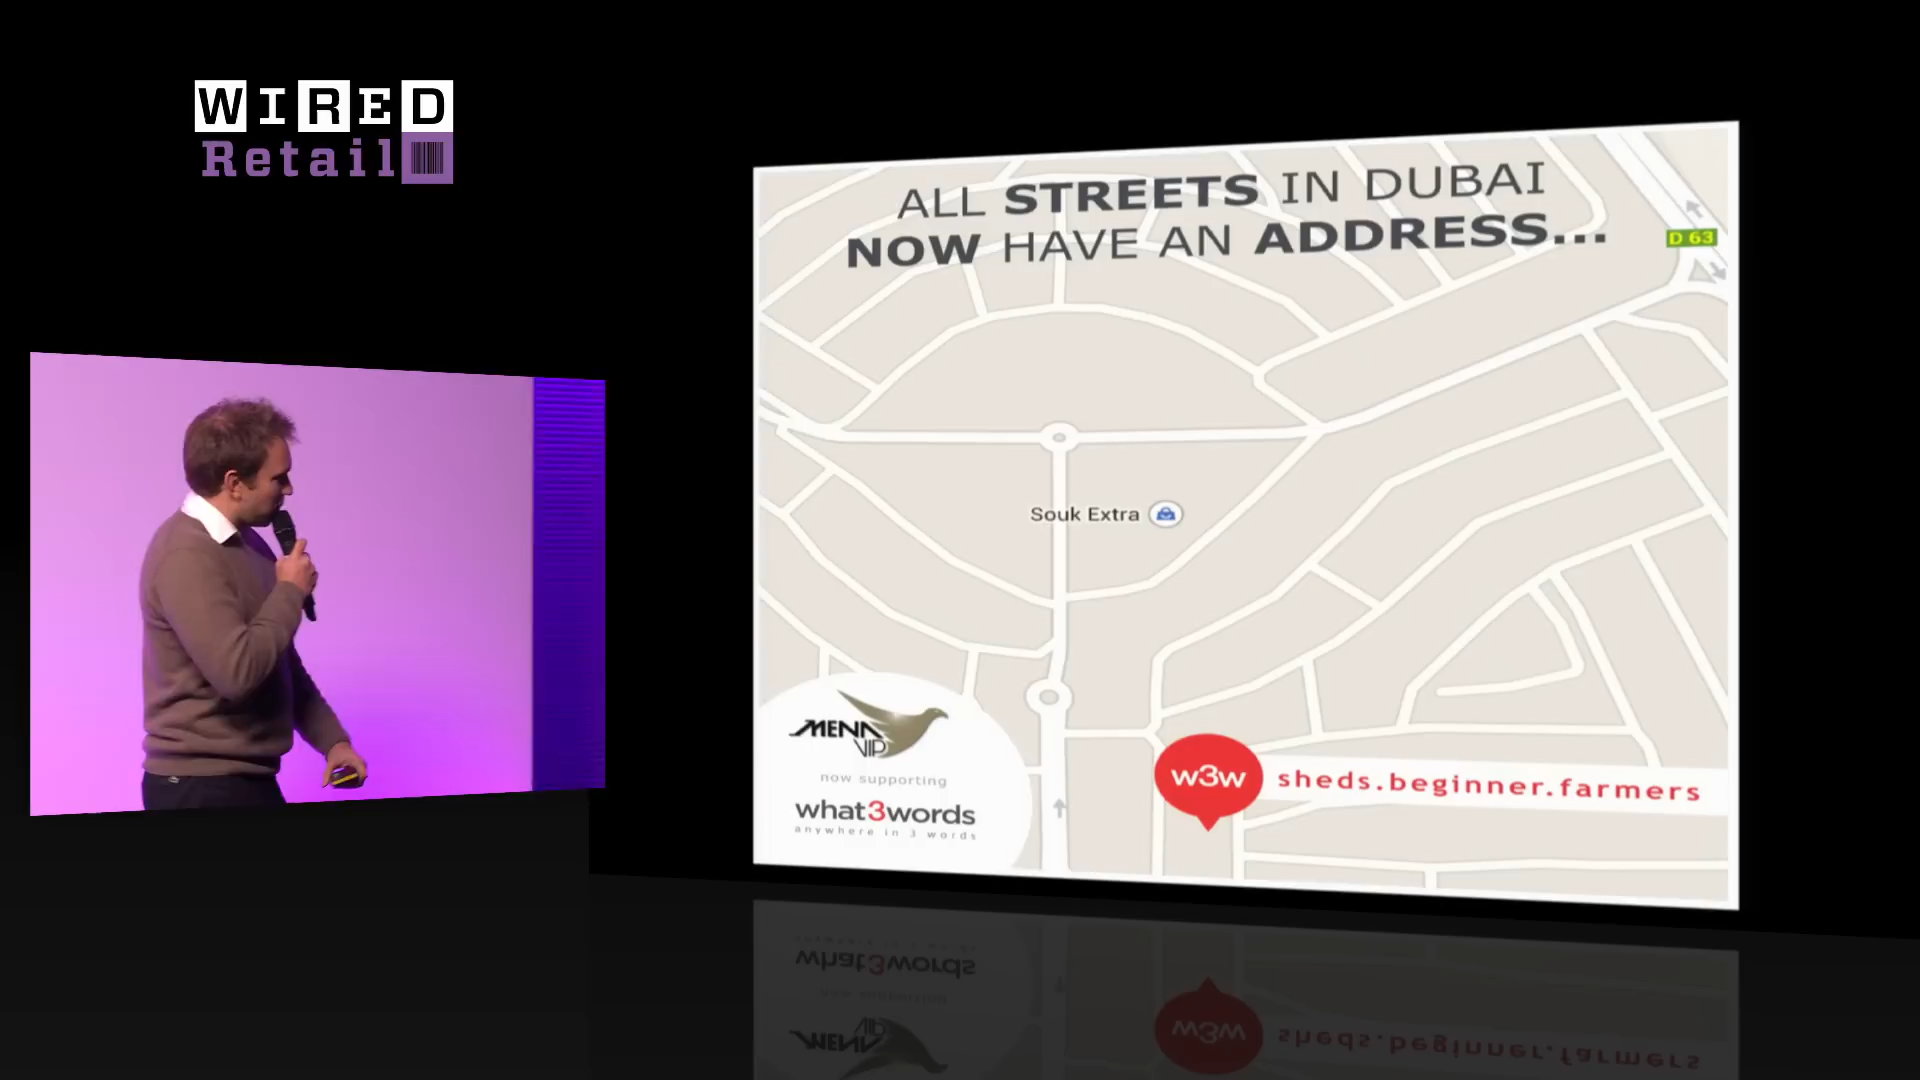 WIRED
Retail
ALL STREETS IN DUBAI
NOW HAVE AN ADDRESS...
D 63
Souk Extra
MENA
VIP
now supporting
what3words
anywhere in 3 words
w3w
sheds.beginner.farmers